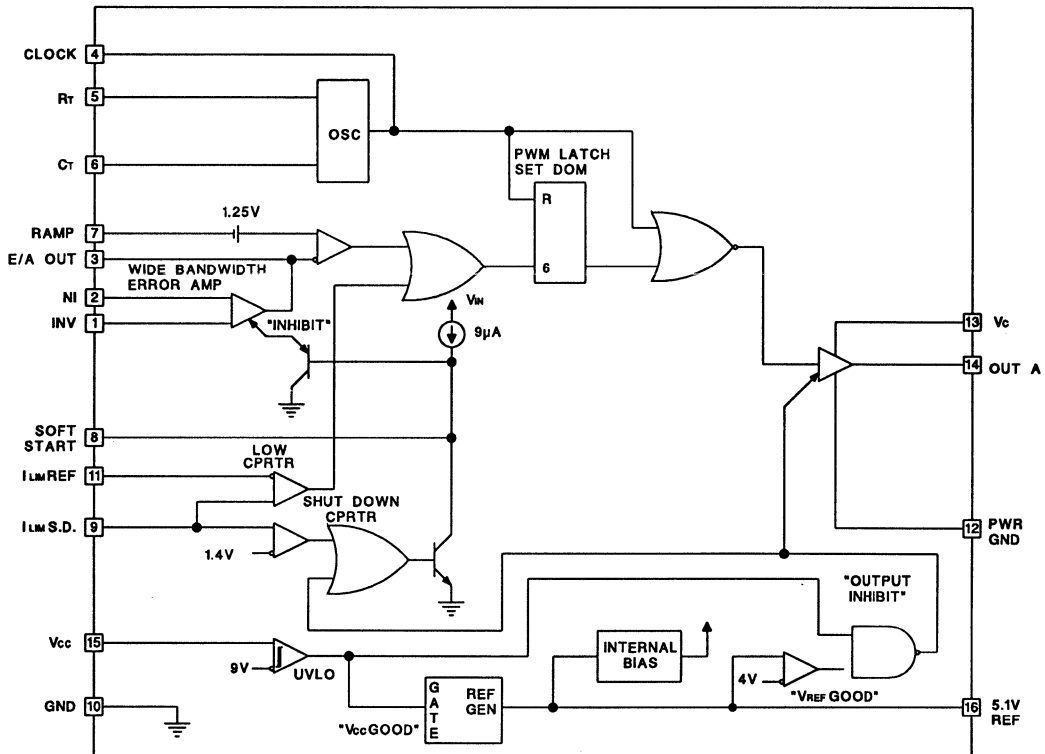 CLOCK 4
RT 5
OSC
CT 6
PWM LATCH
SET DOM
R
6
1.25V
RAMP 7
E/A OUT 3
WIDE BANDWIDTH
ERROR AMP
NI 2
INV 1
"INHIBIT"
VIN
9µA
13 VC
14 OUT A
SOFT
START 8
LOW
CPRTR
ILIM REF 11
SHUT DOWN
CPRTR
ILIM S.D. 9
1.4V
12 PWR
GND
"OUTPUT
INHIBIT"
VCC 15
9V
UVLO
INTERNAL
BIAS
4V
"VREF GOOD"
GATE
REF
GEN
"VCC GOOD"
GND 10
16 5.1V
REF